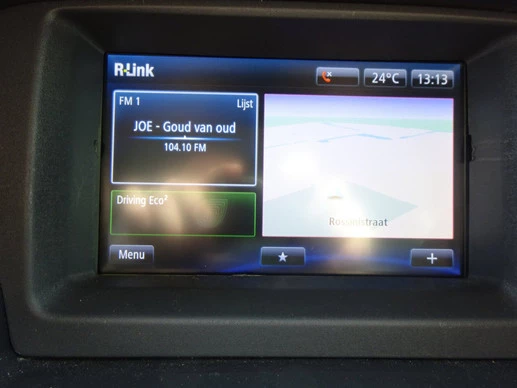 R-Link
24°C
13:13
FM 1
Lijst
JOE - Goud van oud
104.10 FM
Driving Eco²
Menu